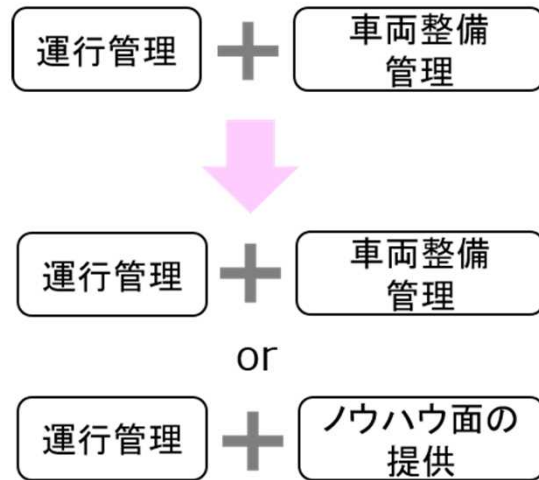 運行管理
車両整備
管理
運行管理
車両整備
管理
or
運行管理
ノウハウ面の
提供